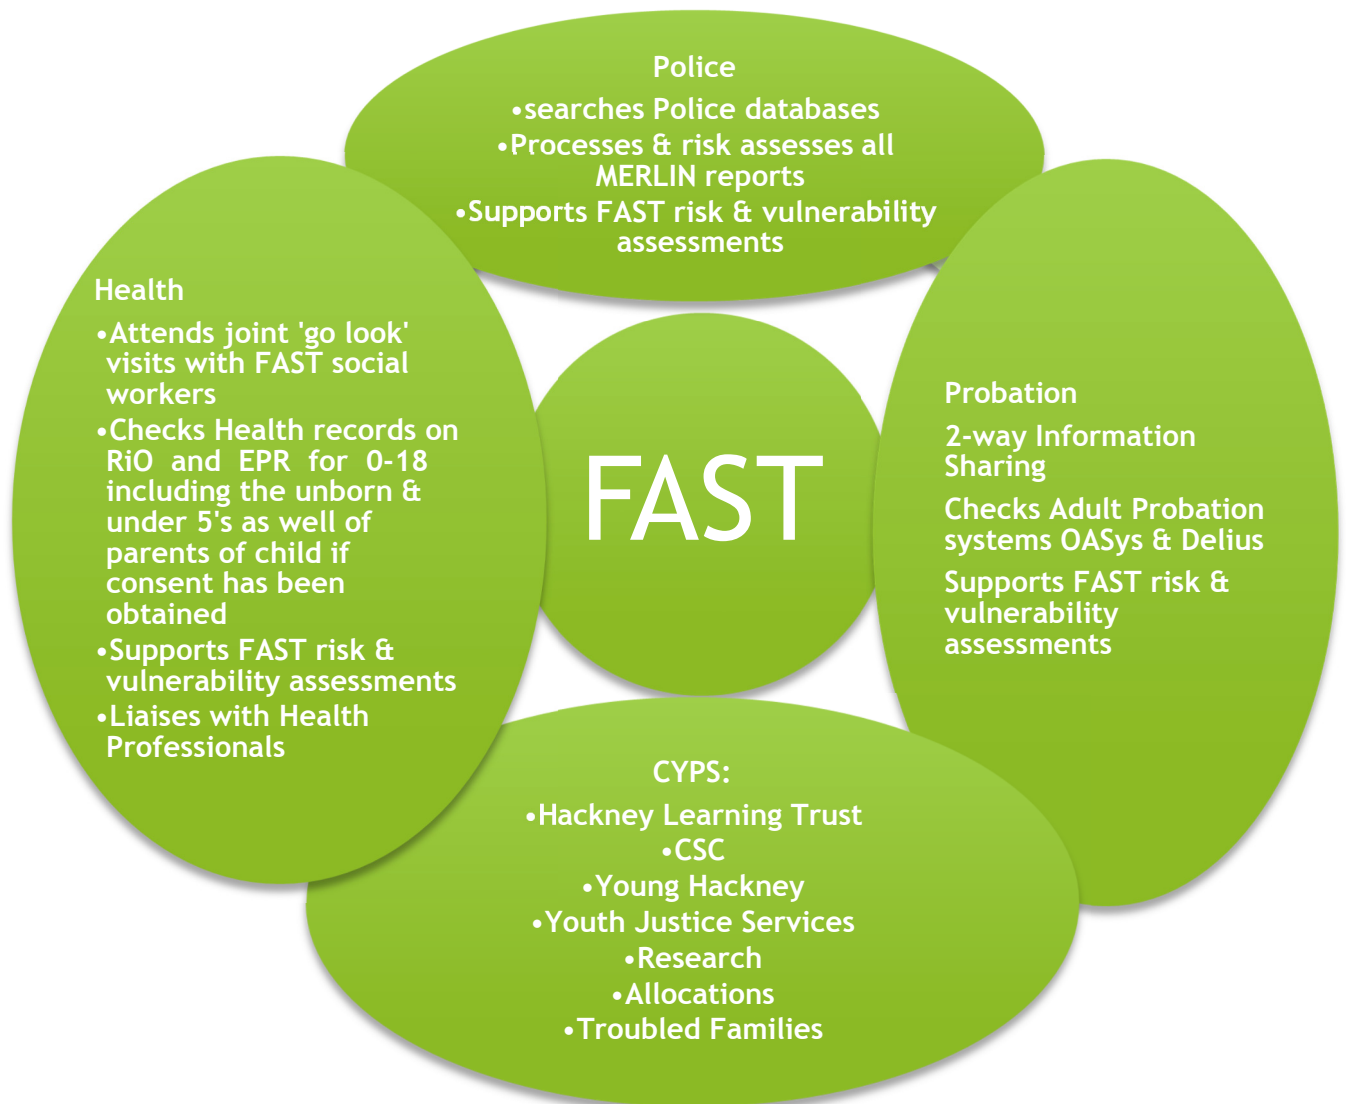 Police
•searches Police databases
•Processes & risk assesses all
MERLIN reports
•Supports FAST risk & vulnerability
assessments
Health
•Attends joint 'go look'
visits with FAST social
workers
•Checks Health records on
RiO and EPR for 0-18
including the unborn &
under 5's as well of
parents of child if
consent has been
obtained
•Supports FAST risk &
vulnerability assessments
•Liaises with Health
Professionals
FAST
Probation
2-way Information
Sharing
Checks Adult Probation
systems OASys & Delius
Supports FAST risk &
vulnerability
assessments
CYPS:
•Hackney Learning Trust
•CSC
•Young Hackney
•Youth Justice Services
•Research
•Allocations
•Troubled Families